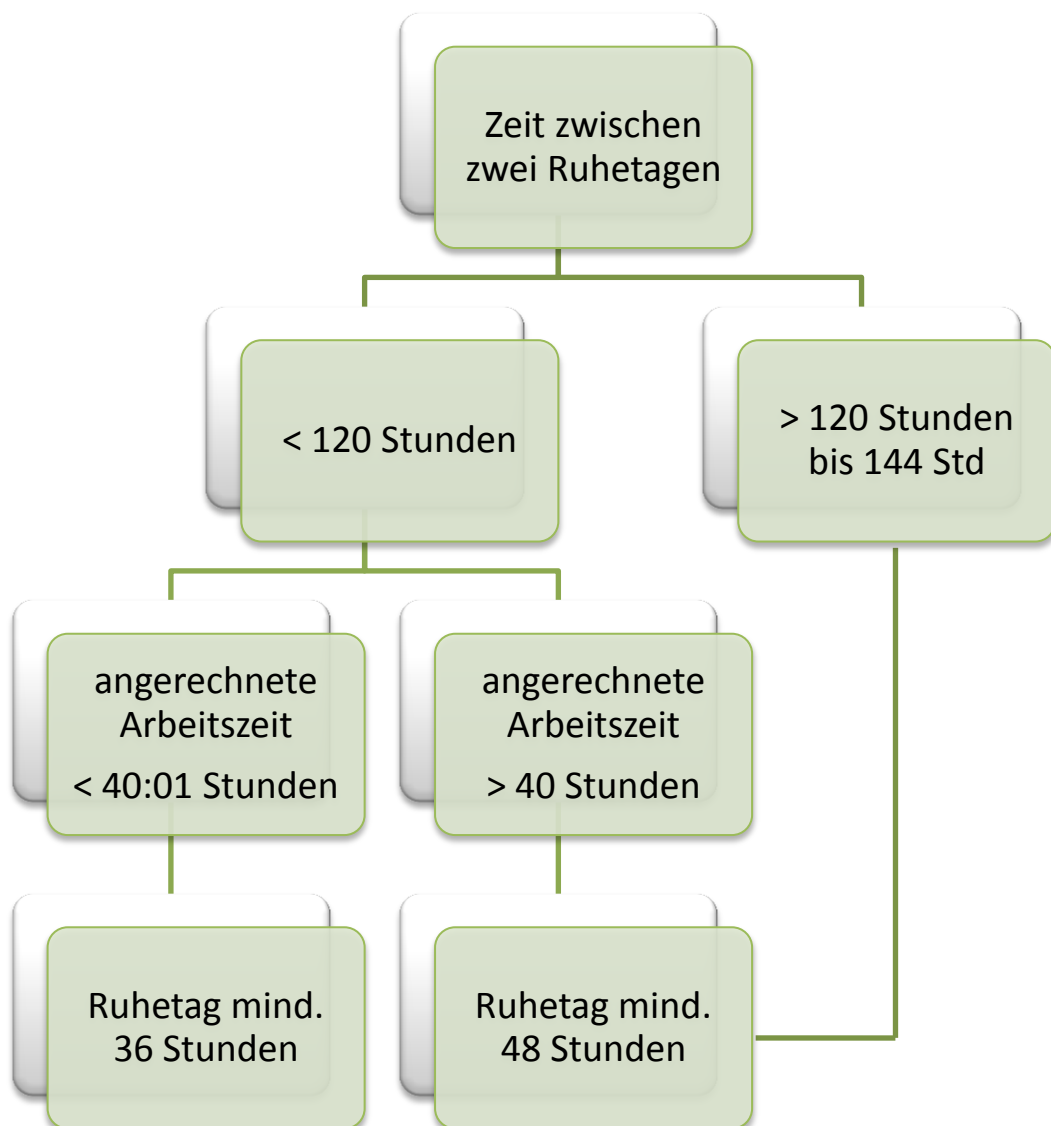 Zeit zwischen
zwei Ruhetagen
< 120 Stunden
> 120 Stunden
bis 144 Std
angerechnete
Arbeitszeit
< 40:01 Stunden
angerechnete
Arbeitszeit
> 40 Stunden
Ruhetag mind.
36 Stunden
Ruhetag mind.
48 Stunden